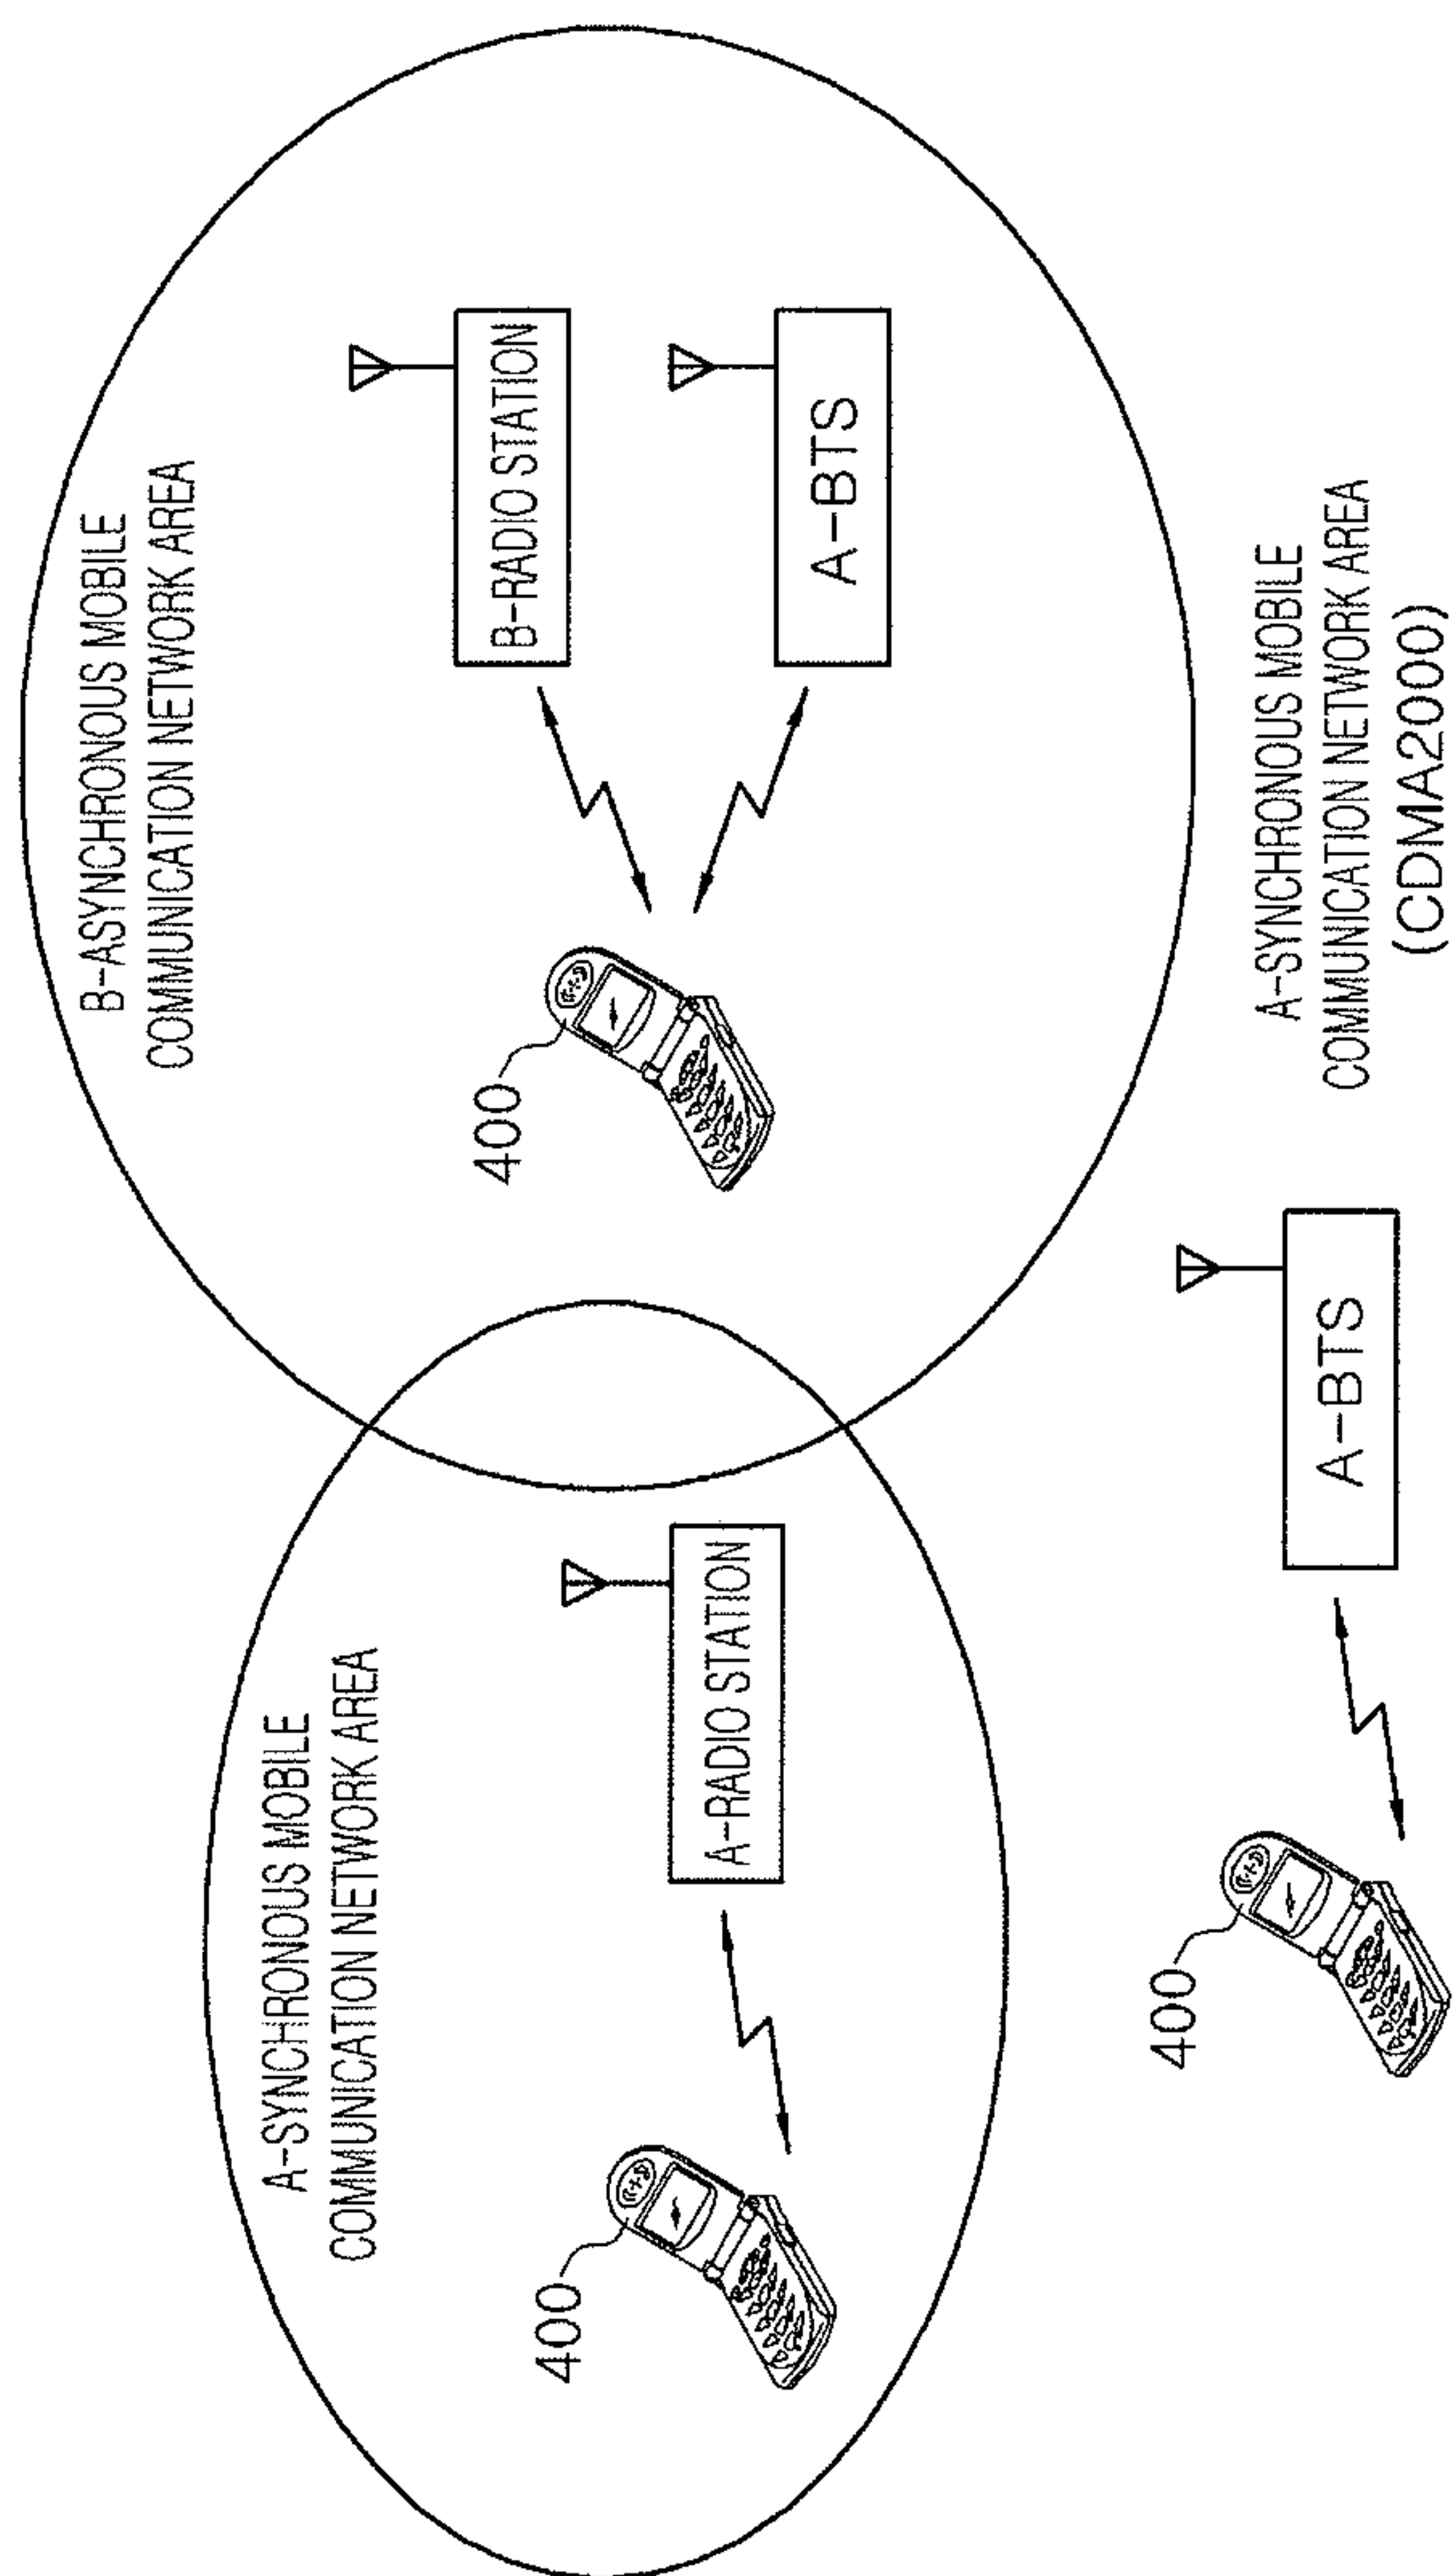 A-SYNCHRONOUS MOBILE
COMMUNICATION NETWORK AREA
400
A-RADIO STATION
B-ASYNCHRONOUS MOBILE
COMMUNICATION NETWORK AREA
400
B-RADIO STATION
A-BTS
400
A-BTS
A-SYNCHRONOUS MOBILE
COMMUNICATION NETWORK AREA
(CDMA2000)